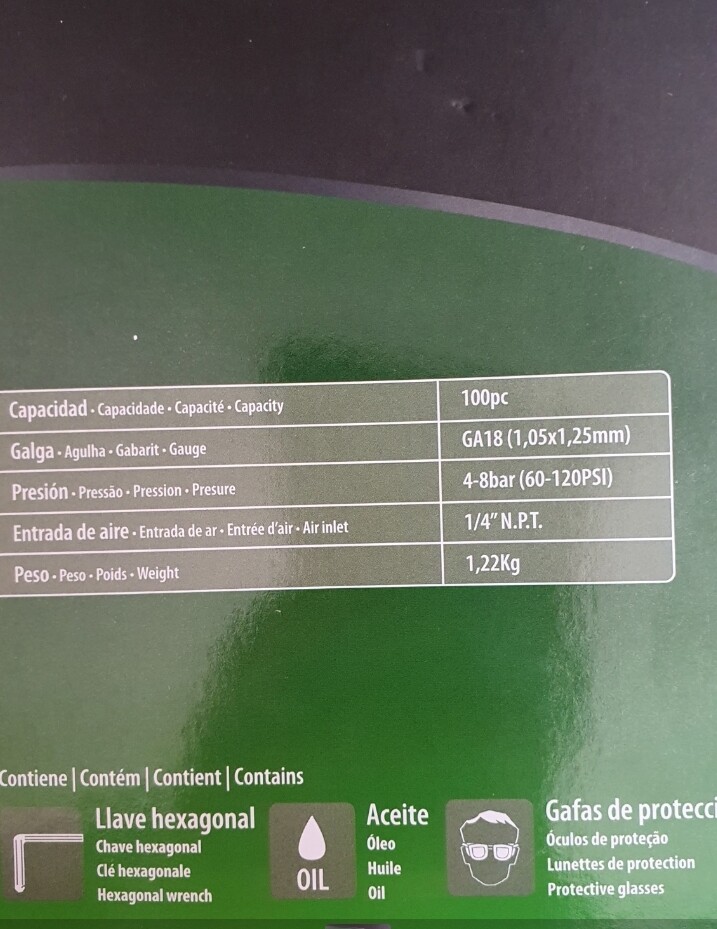 Capacidad · Capacidade · Capacité · Capacity 100pc
Galga · Agulha · Gabarit · Gauge GA18 (1,05x1,25mm)
Presión · Pressão · Pression · Presure 4-8bar (60-120PSI)
Entrada de aire · Entrada de ar · Entrée d'air · Air inlet 1/4" N.P.T.
Peso · Peso · Poids · Weight 1,22Kg
Contiene | Contém | Contient | Contains
Llave hexagonal
Chave hexagonal
Clé hexagonale
Hexagonal wrench
OIL
Aceite
Óleo
Huile
Oil
Gafas de protecci
Óculos de proteção
Lunettes de protection
Protective glasses